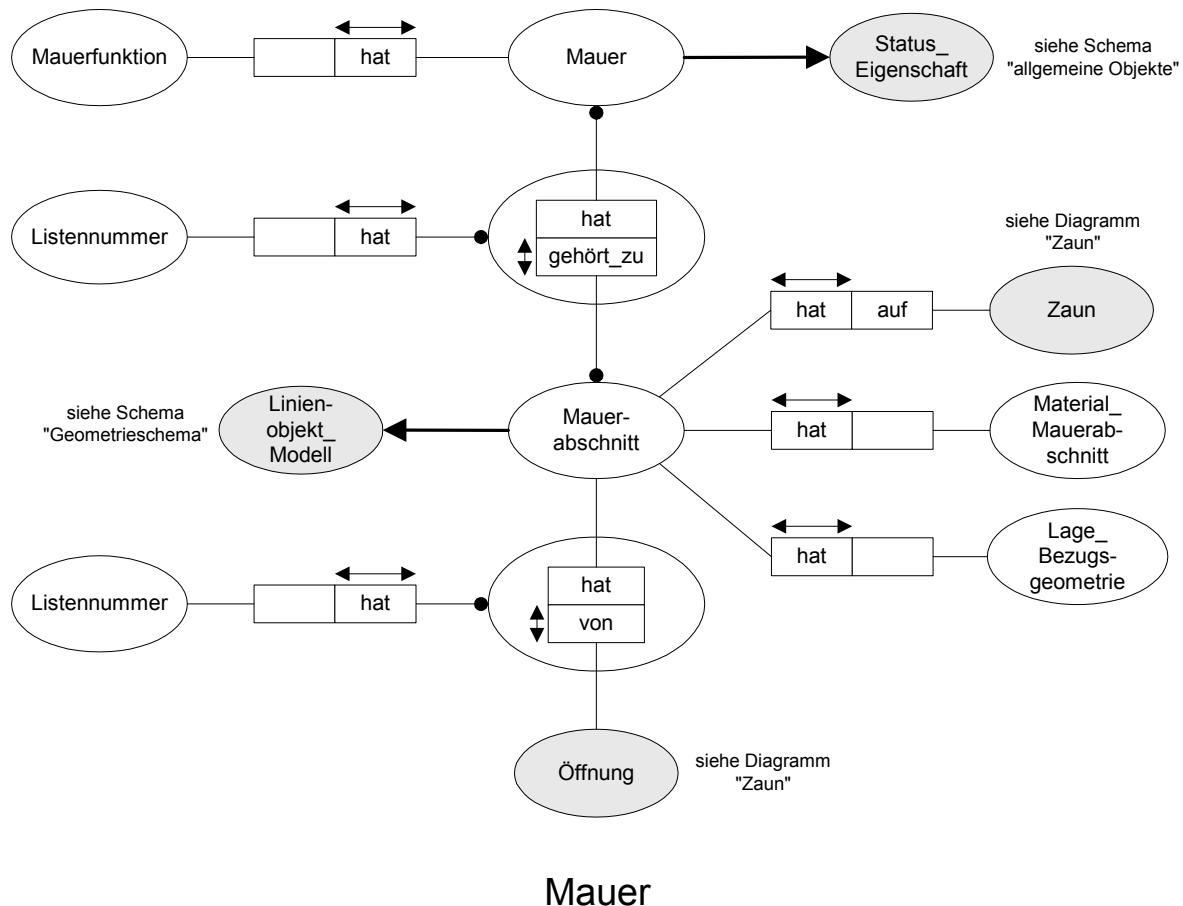 Mauerfunktion
hat
Mauer
Status_
Eigenschaft
siehe Schema
"allgemeine Objekte"
Listennummer
hat
hat
gehört_zu
siehe Diagramm
"Zaun"
hat
auf
Zaun
siehe Schema
"Geometrieschema"
Linien-
objekt_
Modell
Mauer-
abschnitt
hat
Material_
Mauerab-
schnitt
hat
Lage_
Bezugs-
geometrie
Listennummer
hat
hat
von
Öffnung
siehe Diagramm
"Zaun"
Mauer